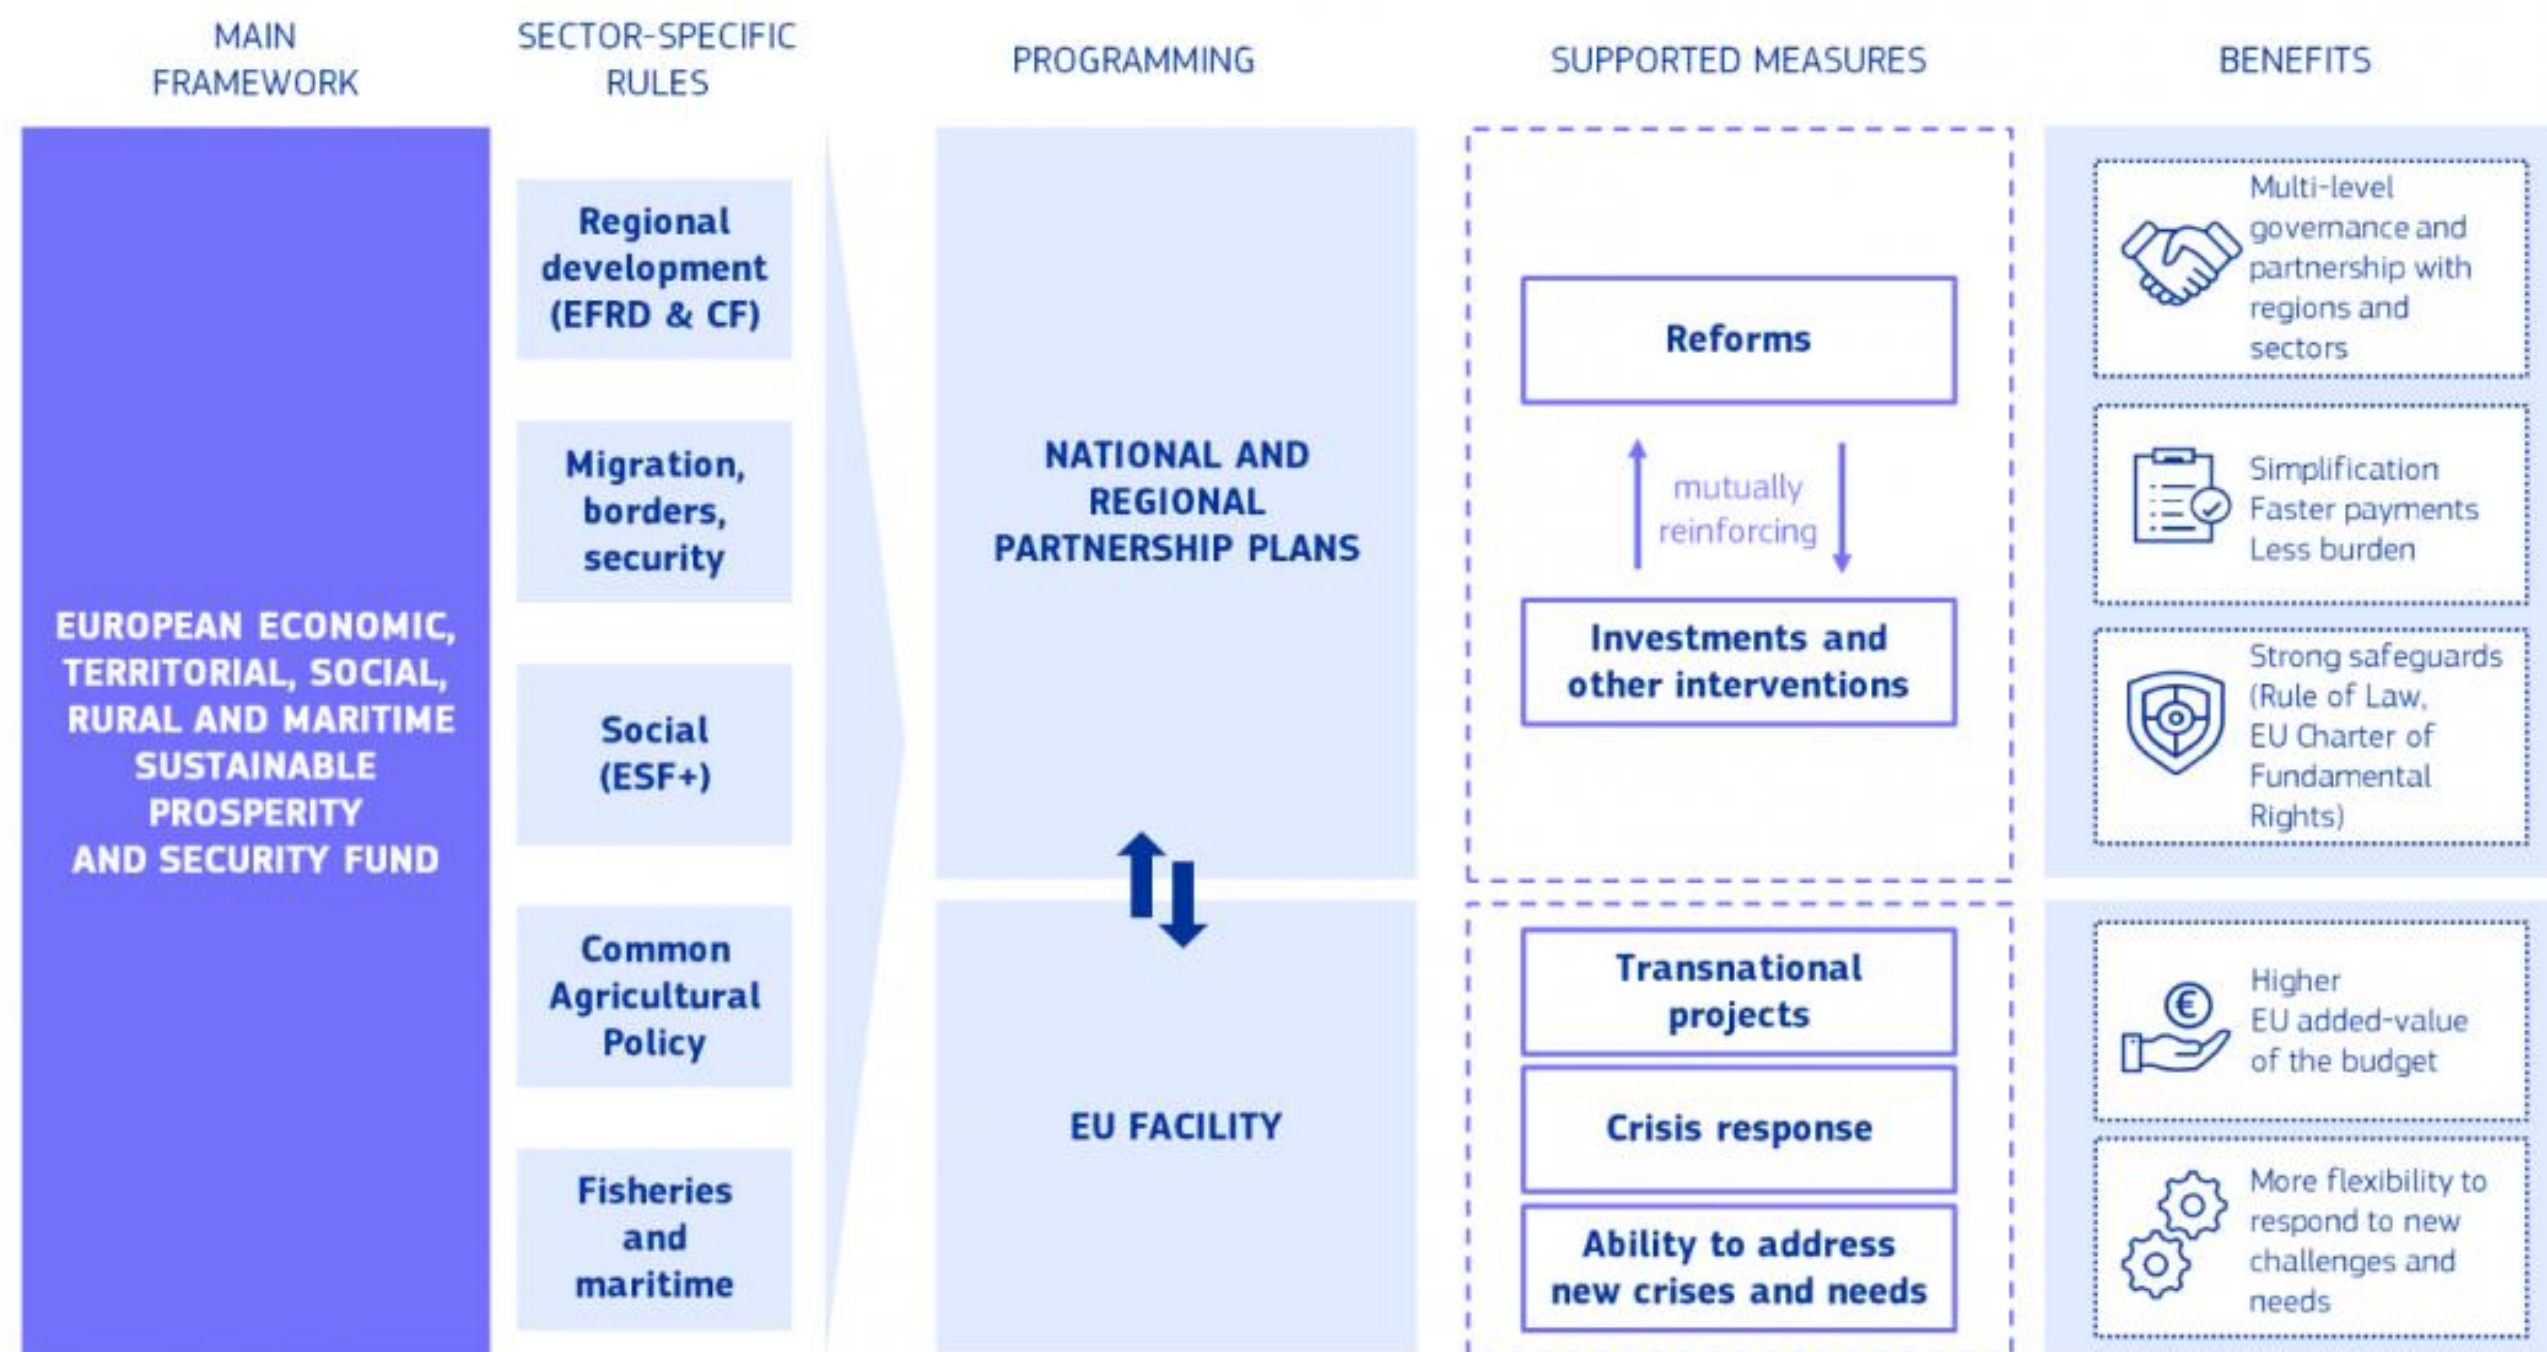 MAIN
FRAMEWORK
SECTOR-SPECIFIC
RULES
PROGRAMMING
SUPPORTED MEASURES
BENEFITS
EUROPEAN ECONOMIC,
TERRITORIAL, SOCIAL,
RURAL AND MARITIME
SUSTAINABLE
PROSPERITY
AND SECURITY FUND
Regional
development
(EFRD & CF)
Migration,
borders,
security
Social
(ESF+)
Common
Agricultural
Policy
Fisheries
and
maritime
NATIONAL AND
REGIONAL
PARTNERSHIP PLANS
EU FACILITY
Reforms
mutually
reinforcing
Investments and
other interventions
Transnational
projects
Crisis response
Ability to address
new crises and needs
Multi-level
governance and
partnership with
regions and
sectors
Simplification
Faster payments
Less burden
Strong safeguards
(Rule of Law,
EU Charter of
Fundamental
Rights)
€
Higher
EU added-value
of the budget
More flexibility to
respond to new
challenges and
needs